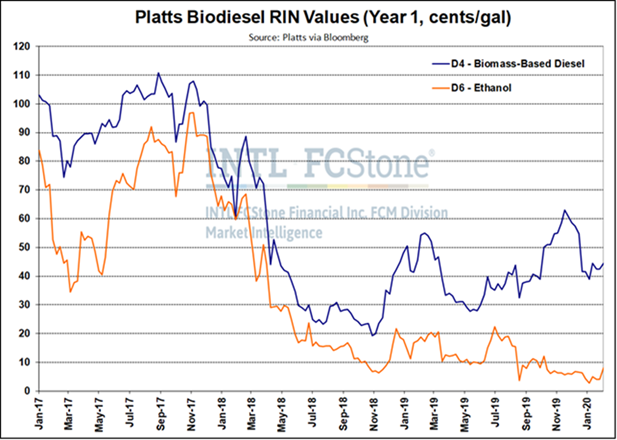 Platts Biodiesel RIN Values (Year 1, cents/gal)
Source: Platts via Bloomberg
D4 - Biomass-Based Diesel
D6 - Ethanol
INTL FCStone®
INTL FCStone Financial Inc. FCM Division
Market Intelligence
120
110
100
90
80
70
60
50
40
30
20
10
0
Jan-17
Mar-17
May-17
Jul-17
Sep-17
Nov-17
Jan-18
Mar-18
May-18
Jul-18
Sep-18
Nov-18
Jan-19
Mar-19
May-19
Jul-19
Sep-19
Nov-19
Jan-20